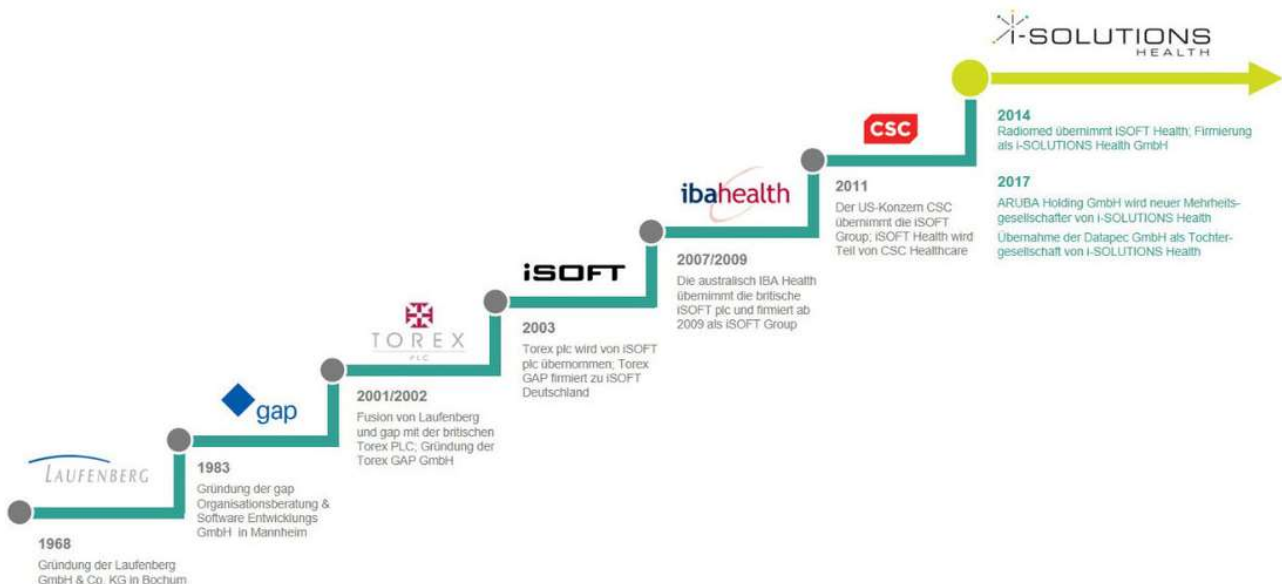 LAUFENBERG
1968
Gründung der Laufenberg
GmbH & Co. KG in Bochum
gap
1983
Gründung der gap
Organisationsberatung &
Software Entwicklungs
GmbH in Mannheim
TOREX
PLC
2001/2002
Fusion von Laufenberg
und gap mit der britischen
Torex PLC; Gründung der
Torex GAP GmbH
iSOFT
2003
Torex plc wird von iSOFT
plc übernommen; Torex
GAP firmiert zu iSOFT
Deutschland
ibahealth
2007/2009
Die australisch IBA Health
übernimmt die britische
iSOFT plc und firmiert ab
2009 als iSOFT Group
CSC
2011
Der US-Konzern CSC
übernimmt die iSOFT
Group; iSOFT Health wird
Teil von CSC Healthcare
i-SOLUTIONS
HEALTH
2014
Radiomed übernimmt iSOFT Health; Firmierung
als i-SOLUTIONS Health GmbH
2017
ARUBA Holding GmbH wird neuer Mehrheits-
gesellschafter von i-SOLUTIONS Health
Übernahme der Datapec GmbH als Tochter-
gesellschaft von i-SOLUTIONS Health